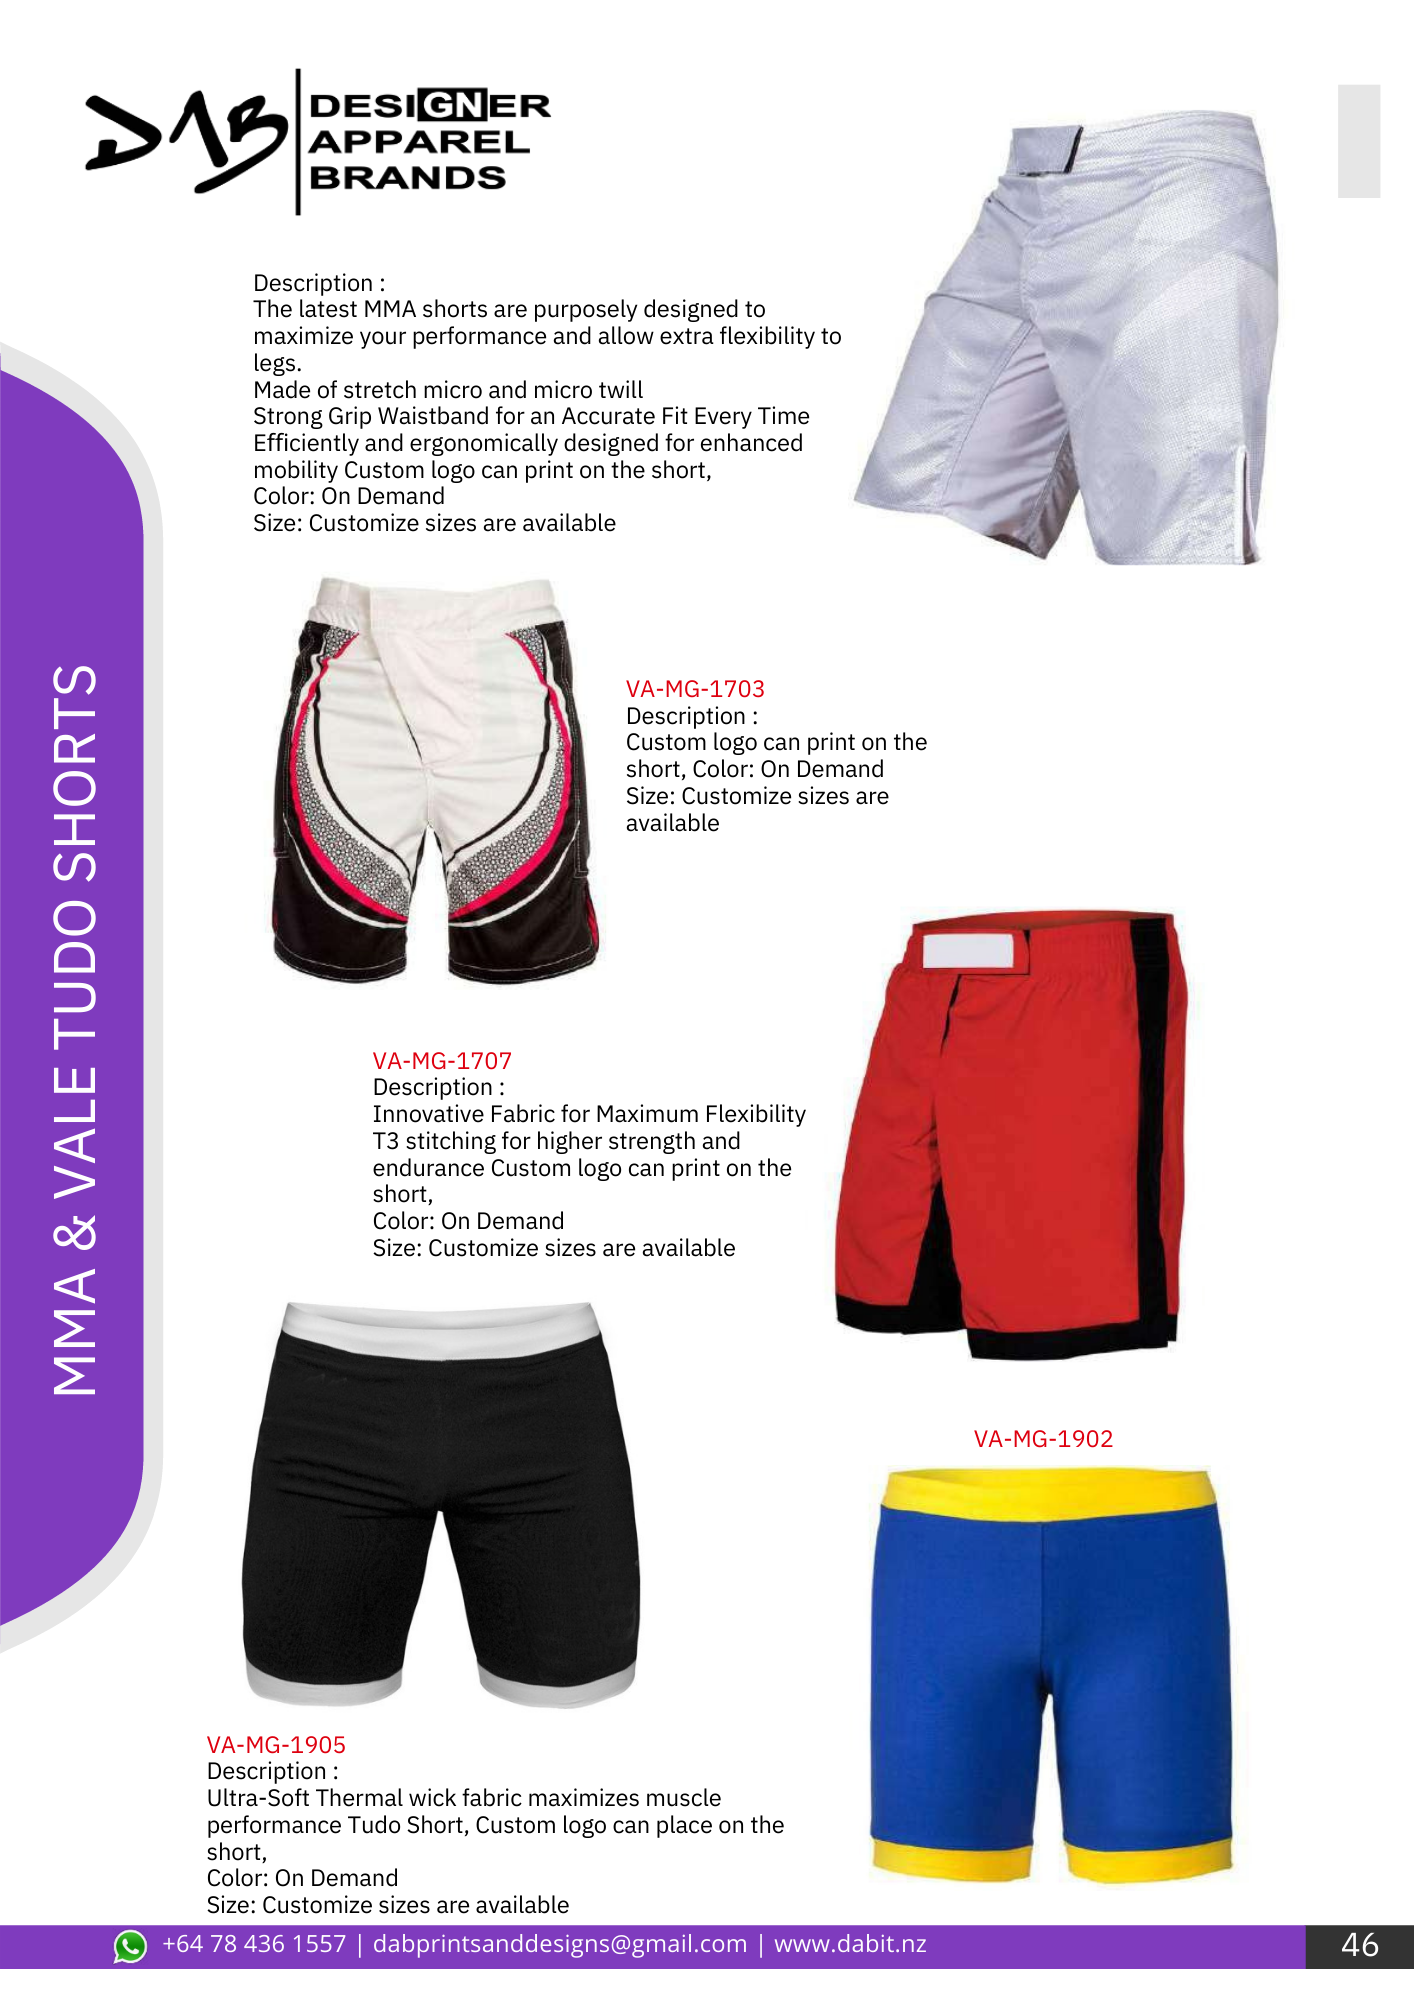 DAB
DESIGNER
APPAREL
BRANDS
Description :
The latest MMA shorts are purposely designed to
maximize your performance and allow extra flexibility to
legs.
Made of stretch micro and micro twill
Strong Grip Waistband for an Accurate Fit Every Time
Efficiently and ergonomically designed for enhanced
mobility Custom logo can print on the short,
Color: On Demand
Size: Customize sizes are available
MMA & VALE TUDO SHORTS
VA-MG-1703
Description :
Custom logo can print on the
short, Color: On Demand
Size: Customize sizes are
available
VA-MG-1707
Description :
Innovative Fabric for Maximum Flexibility
T3 stitching for higher strength and
endurance Custom logo can print on the
short,
Color: On Demand
Size: Customize sizes are available
VA-MG-1902
VA-MG-1905
Description :
Ultra-Soft Thermal wick fabric maximizes muscle
performance Tudo Short, Custom logo can place on the
short,
Color: On Demand
Size: Customize sizes are available
+64 78 436 1557 | dabprintsanddesigns@gmail.com | www.dabit.nz
46